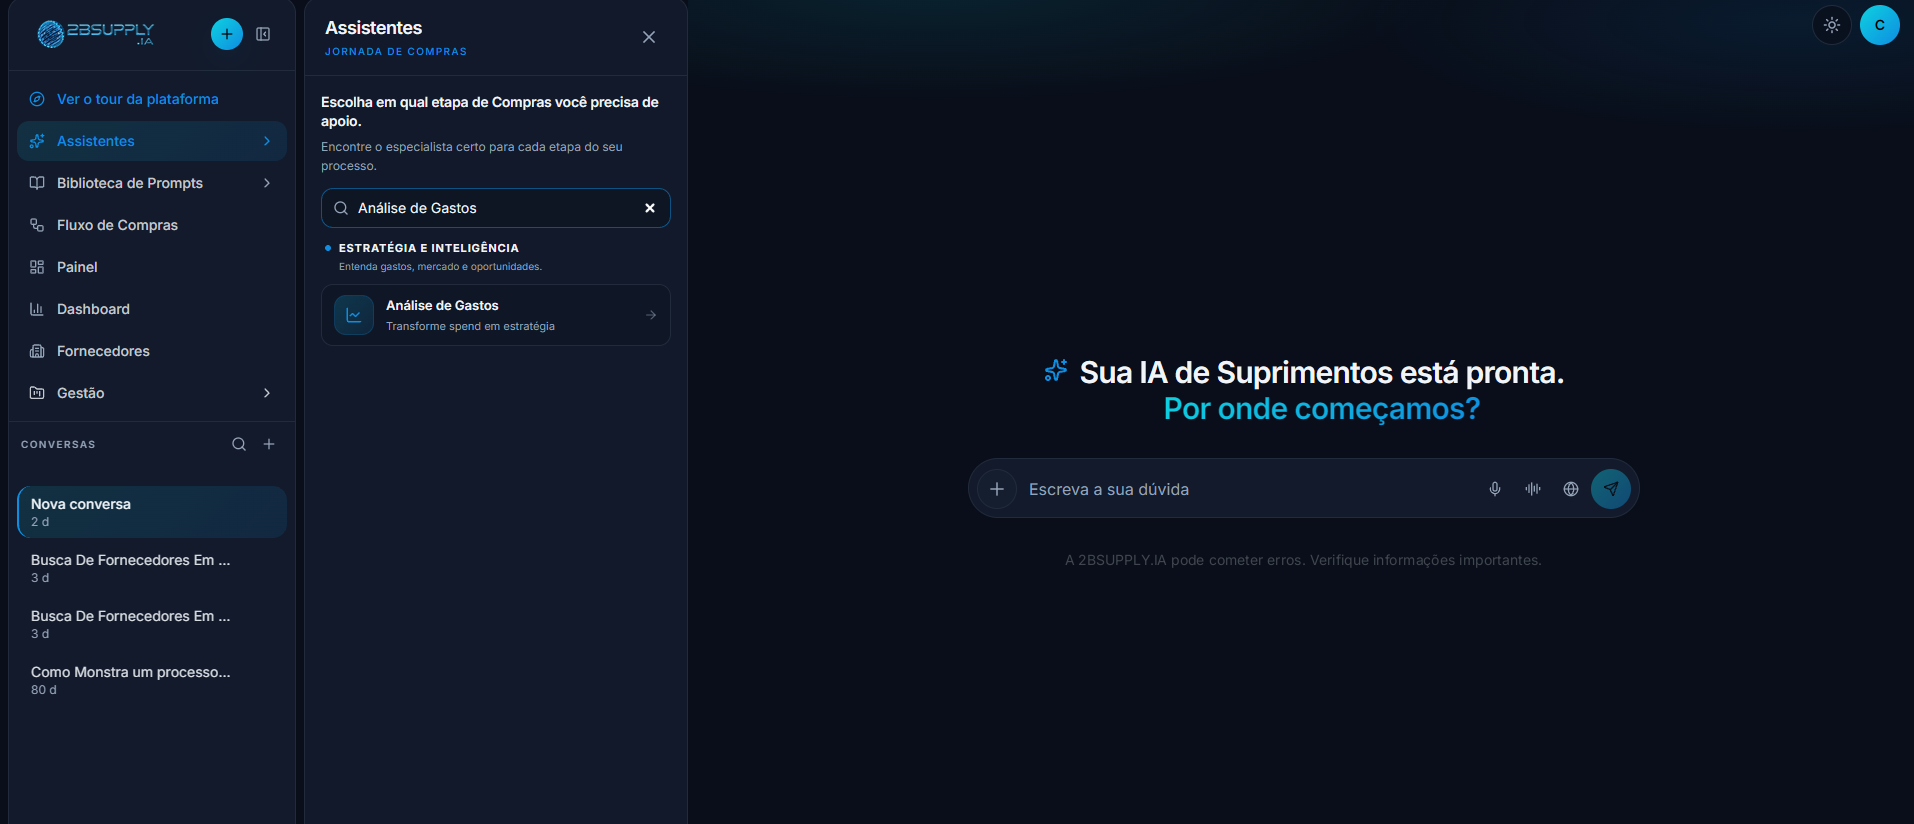 2BSUPPLY
.IA
Ver o tour da plataforma
Assistentes
Biblioteca de Prompts
Fluxo de Compras
Painel
Dashboard
Fornecedores
Gestão
CONVERSAS
Nova conversa
2 d
Busca De Fornecedores Em ...
3 d
Busca De Fornecedores Em ...
3 d
Como Monstra um processo...
80 d
Assistentes
JORNADA DE COMPRAS
Escolha em qual etapa de Compras você precisa de
apoio.
Encontre o especialista certo para cada etapa do seu
processo.
Análise de Gastos
ESTRATÉGIA E INTELIGÊNCIA
Entenda gastos, mercado e oportunidades.
Análise de Gastos
Transforme spend em estratégia
C
Sua IA de Suprimentos está pronta.
Por onde começamos?
Escreva a sua dúvida
A 2BSUPPLY.IA pode cometer erros. Verifique informações importantes.